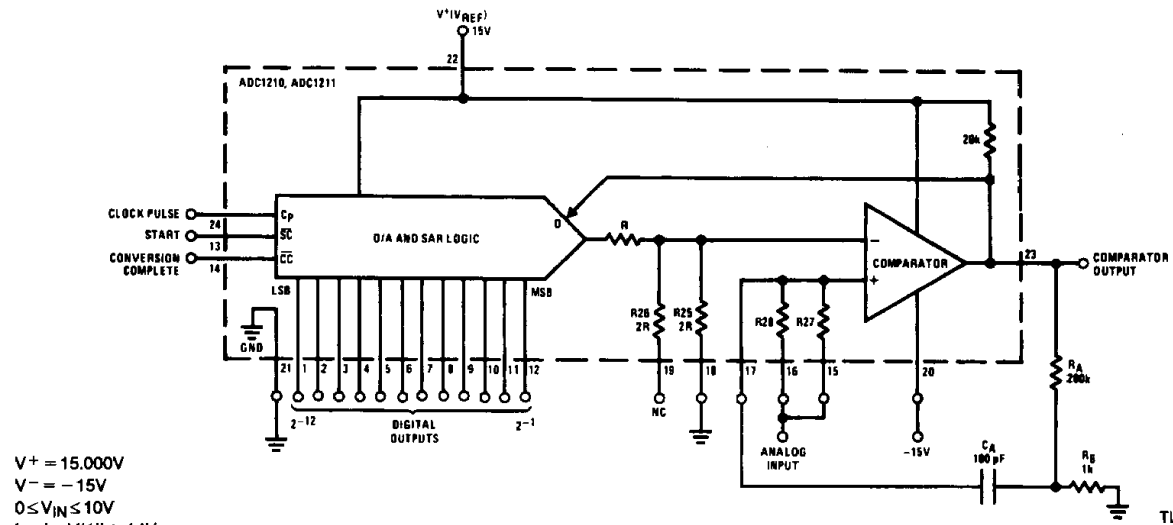 V+(VREF)
15V
22
ADC1210, ADC1211
20k
CLOCK PULSE
24
CP
START
13
SC
D/A AND SAR LOGIC
D
R
CONVERSION
COMPLETE
14
CC
−
COMPARATOR
+
23
COMPARATOR
OUTPUT
LSB
MSB
R26
2R
R25
2R
R28
R27
GND
21
1
2
3
4
5
6
7
8
9
10
11
12
19
18
17
16
15
20
RA
200k
2-12
DIGITAL
OUTPUTS
2-1
NC
ANALOG
INPUT
-15V
CA
100 pF
RB
1k
V+ = 15.000V
V− = −15V
0≤VIN≤10V